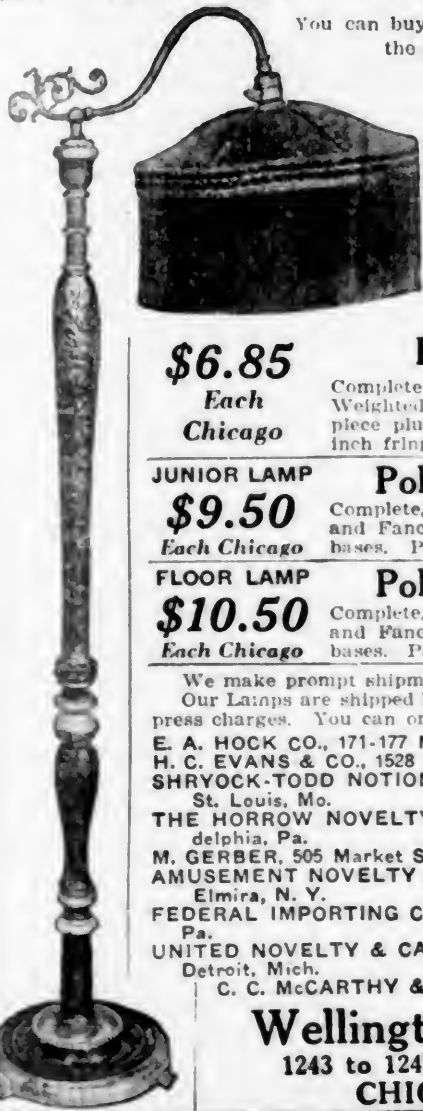 You can buy
the
$6.85
Each
Chicago
Complete
Weighted
piece plu
inch fring
JUNIOR LAMP
$9.50
Each Chicago
Pol
Complete,
and Fanc
bases. P
FLOOR LAMP
$10.50
Each Chicago
Pol
Complete,
and Fanc
bases. P
We make prompt shipm
Our Lamps are shipped
press charges. You can or
E. A. HOCK CO., 171-177
H. C. EVANS & CO., 1528
SHRYOCK-TODD NOTION
St. Louis, Mo.
THE HORROW NOVELTY
delphia, Pa.
M. GERBER, 505 Market S
AMUSEMENT NOVELTY
Elmira, N. Y.
FEDERAL IMPORTING C
Pa.
UNITED NOVELTY & CA
Detroit, Mich.
C. C. McCARTHY &
Wellingt
1243 to 124
CHIC